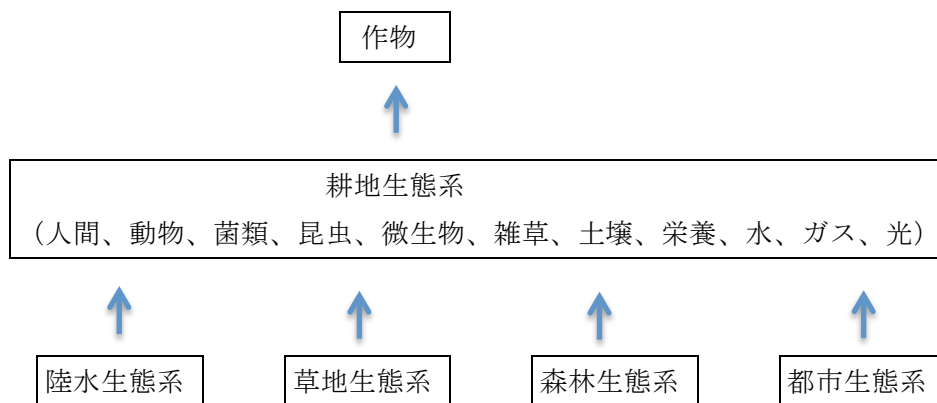 作物
耕地生態系
（人間、動物、菌類、昆虫、微生物、雑草、土壌、栄養、水、ガス、光）
陸水生態系
草地生態系
森林生態系
都市生態系